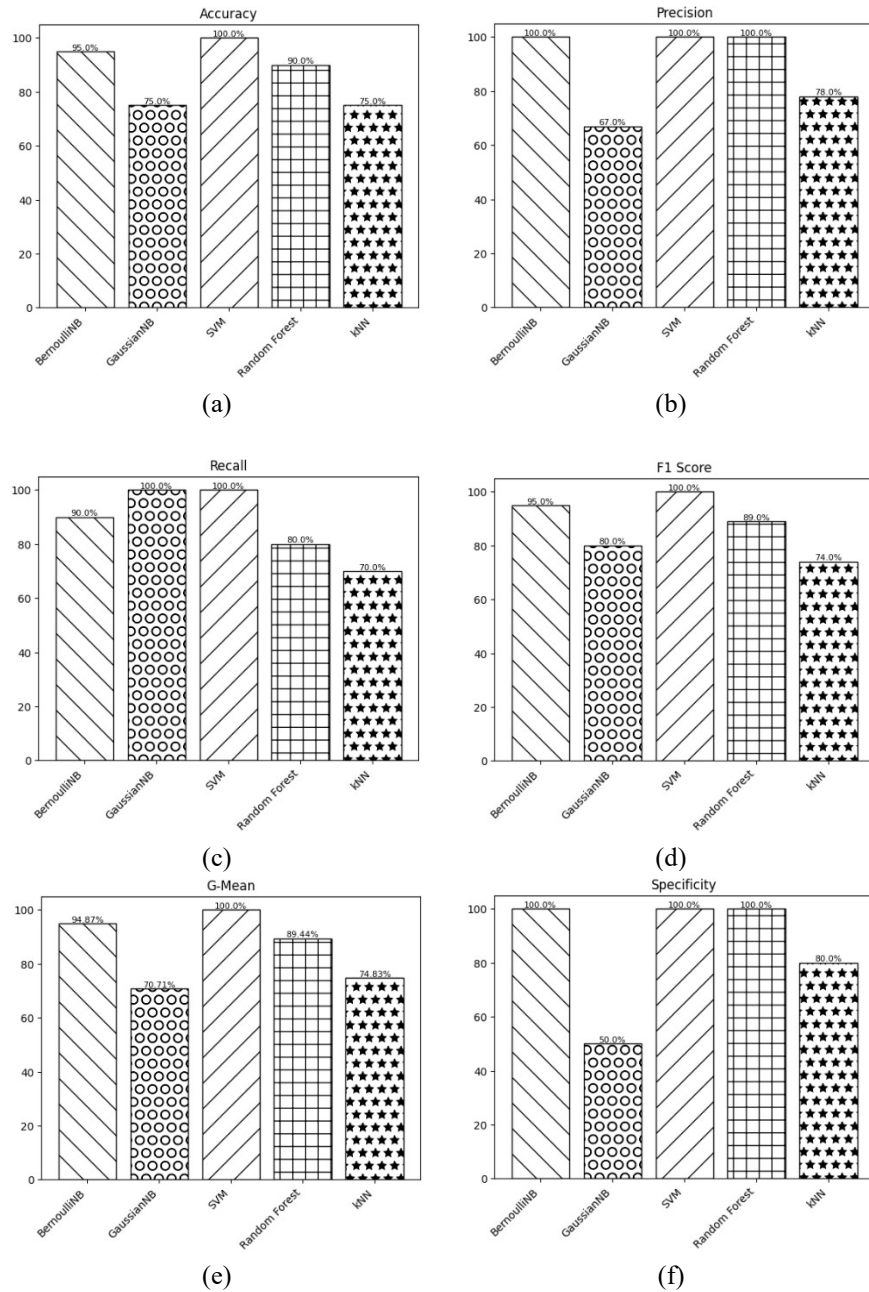 Accuracy
100
80
60
40
20
0
95.0%
75.0%
100.0%
90.0%
75.0%
BernoulliNB
GaussianNB
SVM
Random Forest
kNN
(a)
Precision
100
80
60
40
20
0
100.0%
67.0%
100.0%
100.0%
78.0%
BernoulliNB
GaussianNB
SVM
Random Forest
kNN
(b)
Recall
100
80
60
40
20
0
90.0%
100.0%
100.0%
80.0%
70.0%
BernoulliNB
GaussianNB
SVM
Random Forest
kNN
(c)
F1 Score
100
80
60
40
20
0
95.0%
80.0%
100.0%
89.0%
74.0%
BernoulliNB
GaussianNB
SVM
Random Forest
kNN
(d)
G-Mean
100
80
60
40
20
0
94.87%
70.71%
100.0%
89.44%
74.83%
BernoulliNB
GaussianNB
SVM
Random Forest
kNN
(e)
Specificity
100
80
60
40
20
0
100.0%
50.0%
100.0%
100.0%
80.0%
BernoulliNB
GaussianNB
SVM
Random Forest
kNN
(f)